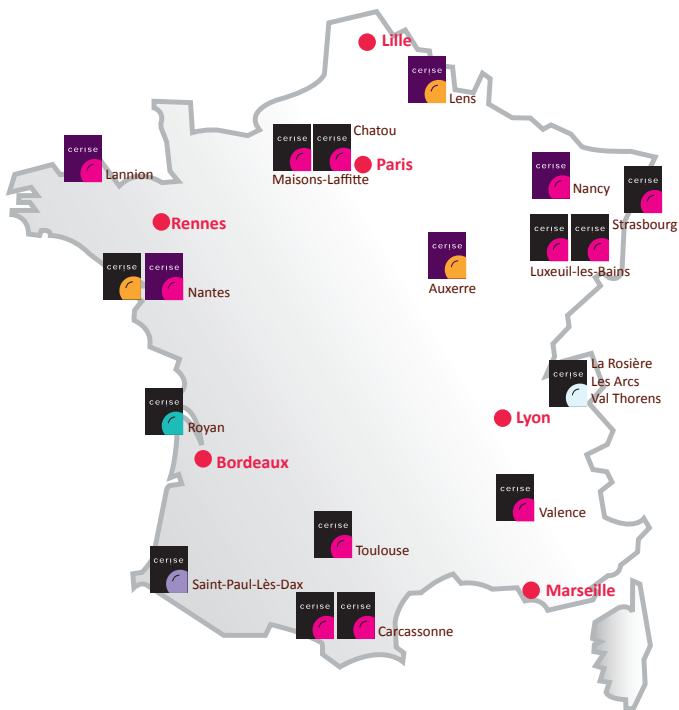 Lille
cerise
Lens
cerise
cerise
Chatou
Maisons-Laffitte
Paris
cerise
Lannion
cerise
Nancy
cerise
Strasbourg
Rennes
cerise
cerise
Luxeuil-les-Bains
cerise
Auxerre
cerise
cerise
Nantes
cerise
La Rosière
Les Arcs
Val Thorens
cerise
Royan
Lyon
Bordeaux
cerise
Valence
cerise
Toulouse
cerise
Saint-Paul-Lès-Dax
Marseille
cerise
cerise
Carcassonne